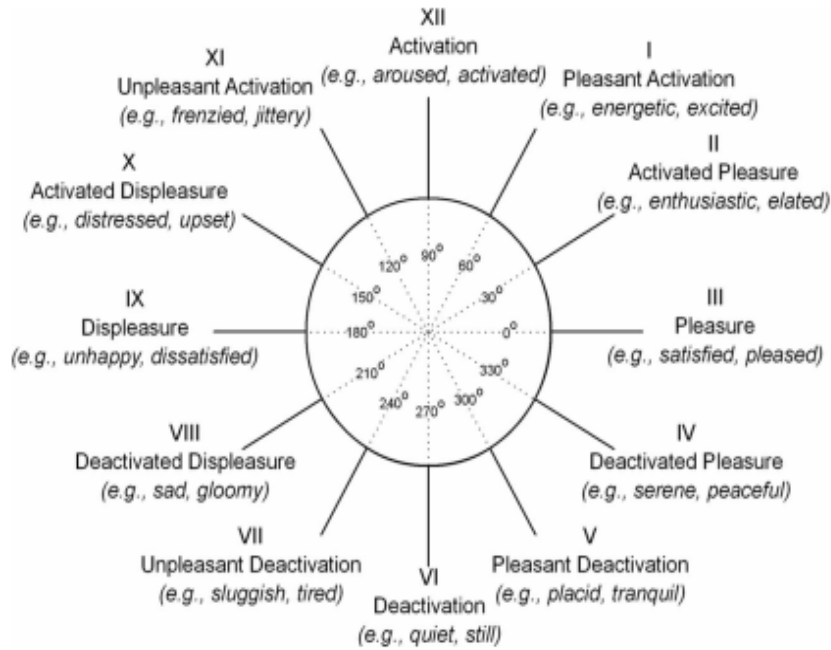 XII
Activation
(e.g., aroused, activated)
I
Pleasant Activation
(e.g., energetic, excited)
II
Activated Pleasure
(e.g., enthusiastic, elated)
III
Pleasure
(e.g., satisfied, pleased)
IV
Deactivated Pleasure
(e.g., serene, peaceful)
V
Pleasant Deactivation
(e.g., placid, tranquil)
VI
Deactivation
(e.g., quiet, still)
VII
Unpleasant Deactivation
(e.g., sluggish, tired)
VIII
Deactivated Displeasure
(e.g., sad, gloomy)
IX
Displeasure
(e.g., unhappy, dissatisfied)
X
Activated Displeasure
(e.g., distressed, upset)
XI
Unpleasant Activation
(e.g., frenzied, jittery)
90°
60°
30°
0°
330°
300°
270°
240°
210°
180°
150°
120°